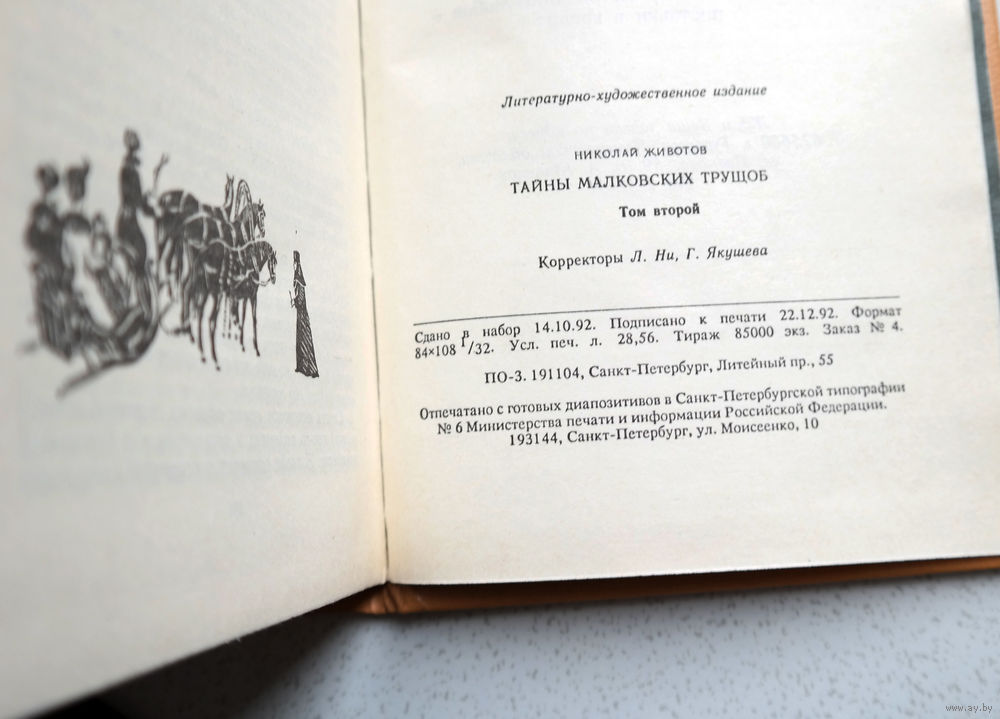 Литературно-художественное издание
НИКОЛАЙ ЖИВОТОВ
ТАЙНЫ МАЛКОВСКИХ ТРУЩОБ
Том второй
Корректоры Л. Ни, Г. Якушева
Сдано в набор 14.10.92. Подписано к печати 22.12.92. Формат
84×108 1/32. Усл. печ. л. 28,56. Тираж 85000 экз. Заказ № 4.
ПО-3. 191104, Санкт-Петербург, Литейный пр., 55
Отпечатано с готовых диапозитивов в Санкт-Петербургской типографии
№ 6 Министерства печати и информации Российской Федерации.
193144, Санкт-Петербург, ул. Моисеенко, 10
www.ay.by